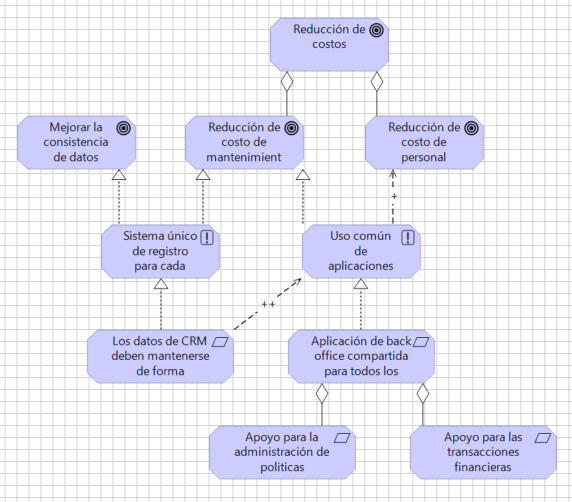 Reducción de
costos
Mejorar la
consistencia
de datos
Reducción de
costo de
mantenimient
Reducción de
costo de
personal
+
Sistema único
de registro
para cada
Uso común
de
aplicaciones
++
Los datos de CRM
deben mantenerse
de forma
Aplicación de back
office compartida
para todos los
Apoyo para la
administración de
politicas
Apoyo para las
transacciones
financieras